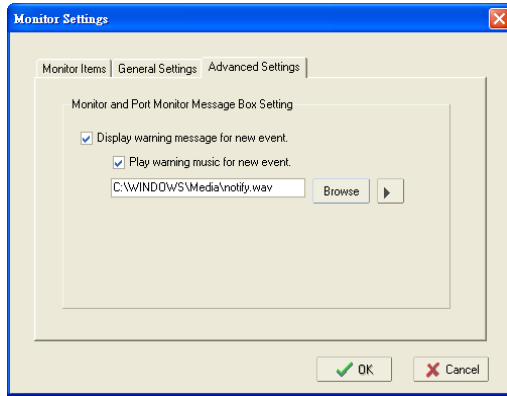 Monitor Settings
Monitor Items General Settings Advanced Settings
Monitor and Port Monitor Message Box Setting
Display warning message for new event.
Play warning music for new event.
C:\WINDOWS\Media\notify.wav Browse
OK Cancel